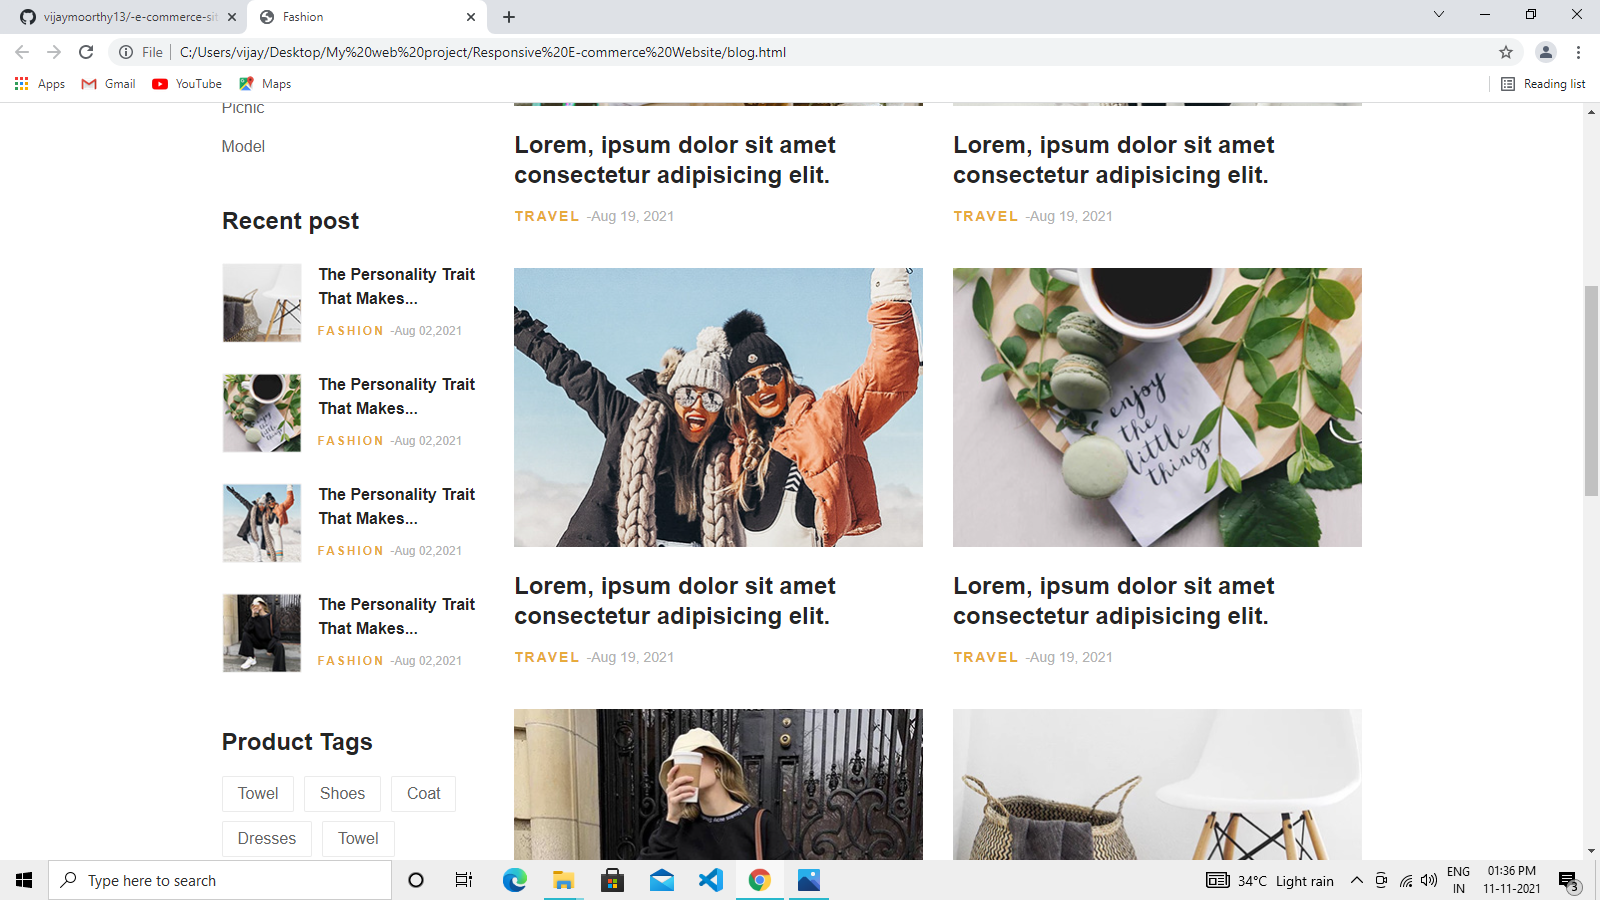 vijaymoorthy13/-e-commerce-sit
Fashion
File
C:/Users/vijay/Desktop/My%20web%20project/Responsive%20E-commerce%20Website/blog.html
Apps
Gmail
YouTube
Maps
Reading list
Picnic
Model
Recent post
The Personality Trait
That Makes...
FASHION -Aug 02,2021
The Personality Trait
That Makes...
FASHION -Aug 02,2021
The Personality Trait
That Makes...
FASHION -Aug 02,2021
The Personality Trait
That Makes...
FASHION -Aug 02,2021
Product Tags
Towel
Shoes
Coat
Dresses
Towel
Lorem, ipsum dolor sit amet
consectetur adipisicing elit.
TRAVEL -Aug 19, 2021
Lorem, ipsum dolor sit amet
consectetur adipisicing elit.
TRAVEL -Aug 19, 2021
enjoy
the
little
things
Lorem, ipsum dolor sit amet
consectetur adipisicing elit.
TRAVEL -Aug 19, 2021
Lorem, ipsum dolor sit amet
consectetur adipisicing elit.
TRAVEL -Aug 19, 2021
Type here to search
34°C Light rain
ENG
IN
01:36 PM
11-11-2021
3